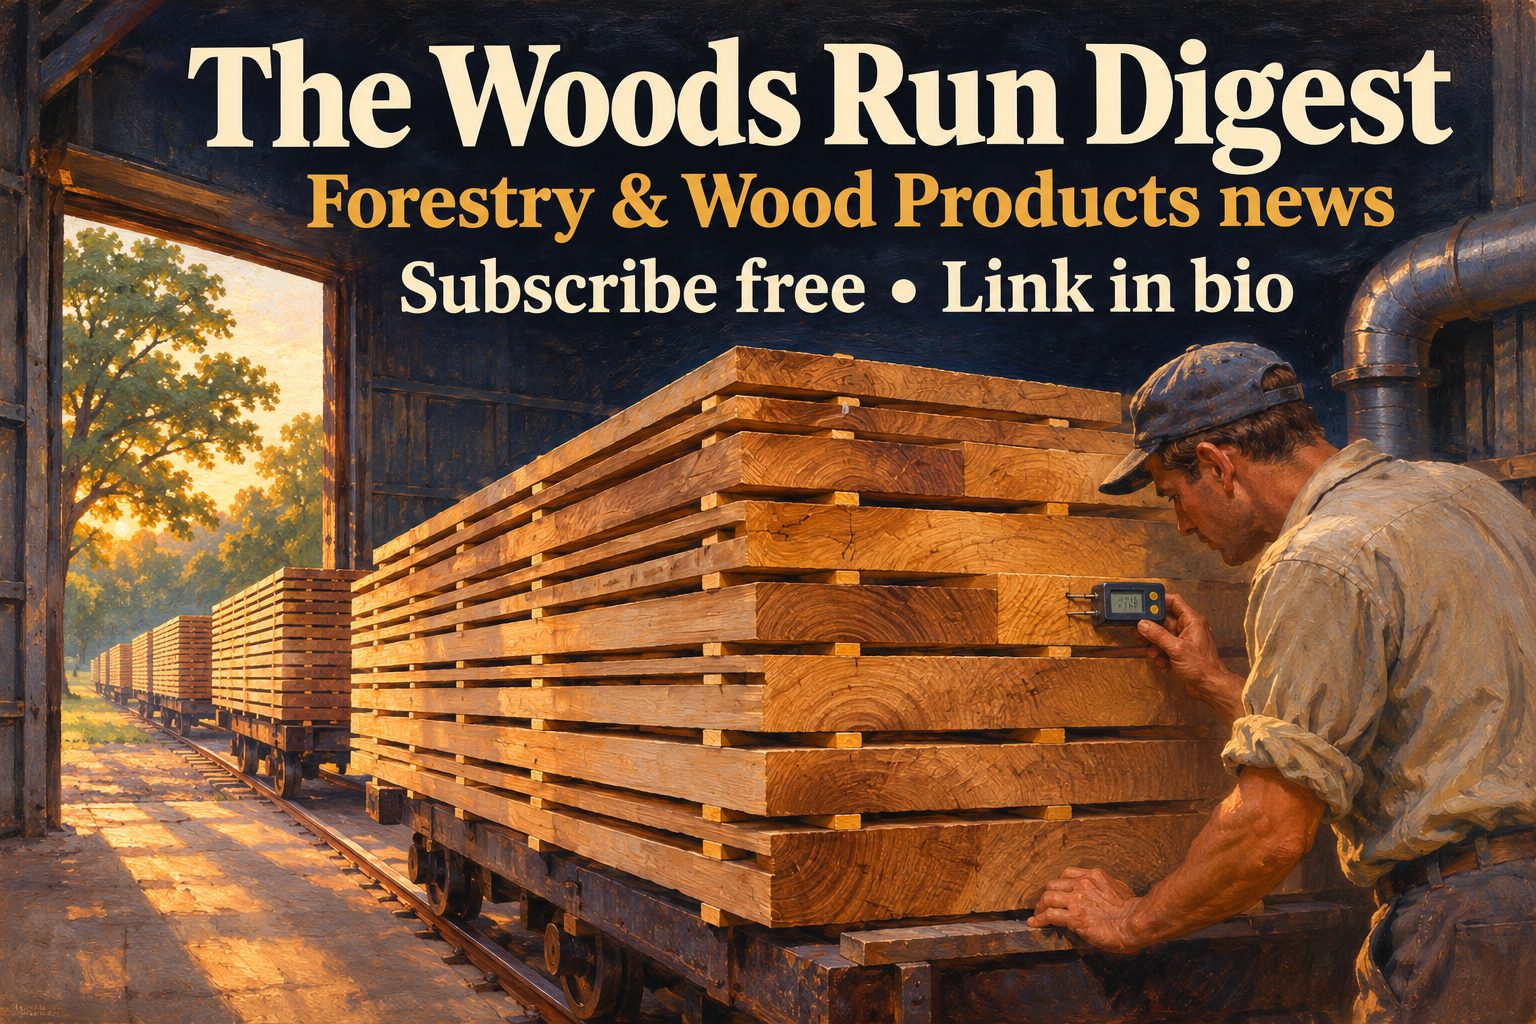 The Woods Run Digest
Forestry & Wood Products news
Subscribe free • Link in bio